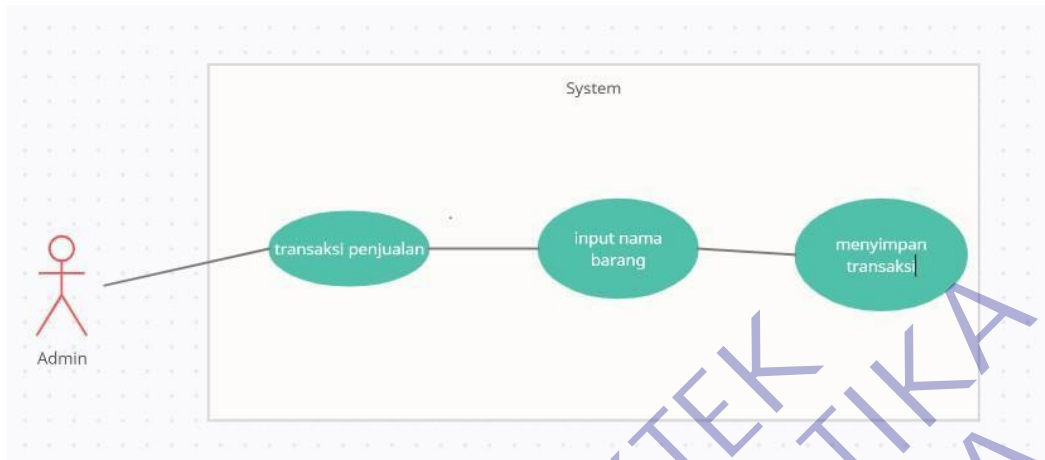 System
transaksi penjualan
input nama
barang
menyimpan
transaksi
Admin